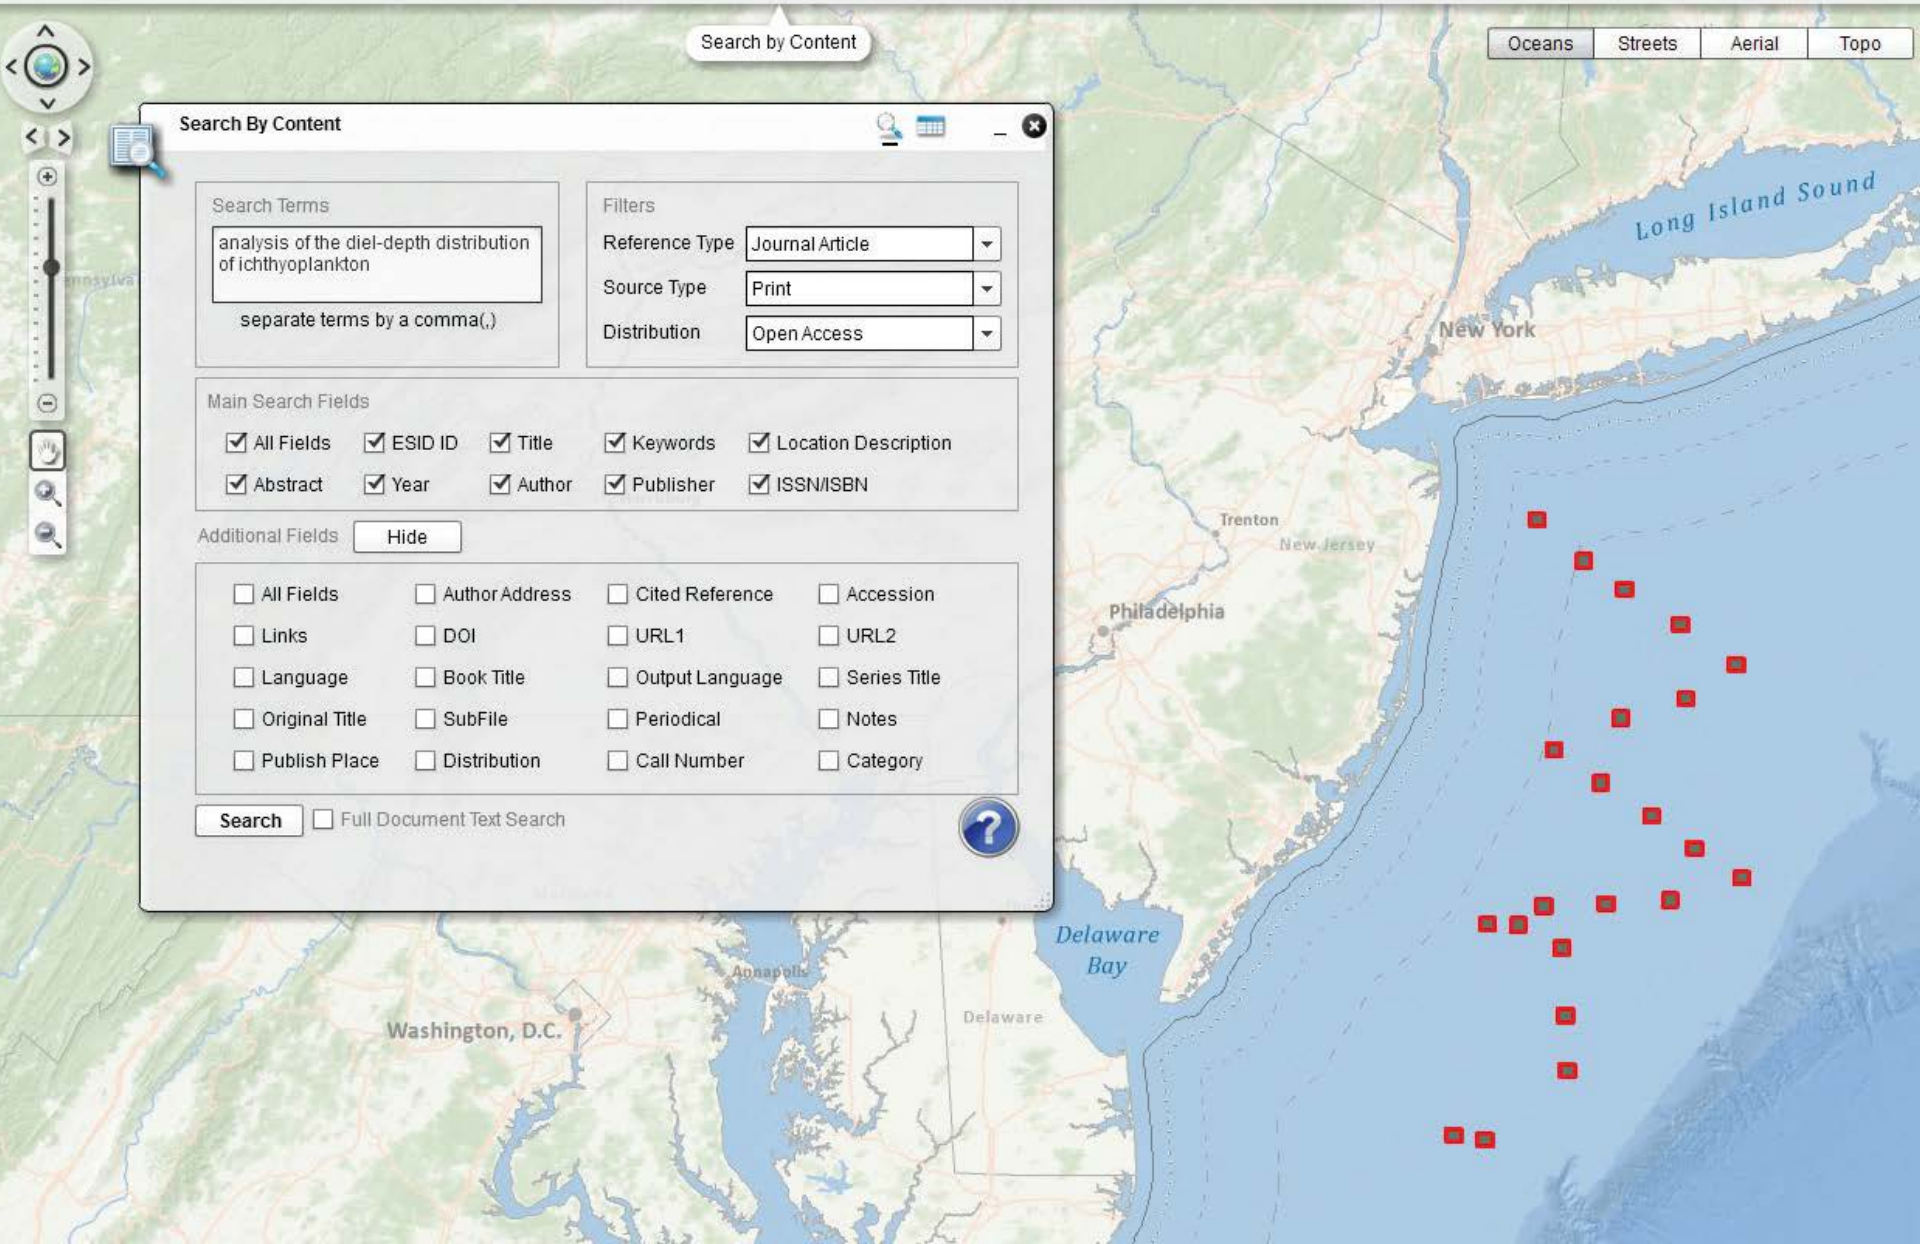 Search by Content
Oceans
Streets
Aerial
Topo
Search By Content
Search Terms
analysis of the diel-depth distribution
of ichthyoplankton
separate terms by a comma(,)
Filters
Reference Type
Journal Article
Source Type
Print
Distribution
Open Access
Main Search Fields
All Fields
ESID ID
Title
Keywords
Location Description
Abstract
Year
Author
Publisher
ISSN/ISBN
Additional Fields
Hide
All Fields
Author Address
Cited Reference
Accession
Links
DOI
URL1
URL2
Language
Book Title
Output Language
Series Title
Original Title
SubFile
Periodical
Notes
Publish Place
Distribution
Call Number
Category
Search
Full Document Text Search
?
Long Island Sound
New York
Trenton
New Jersey
Philadelphia
Delaware
Bay
Annapolis
Washington, D.C.
Delaware